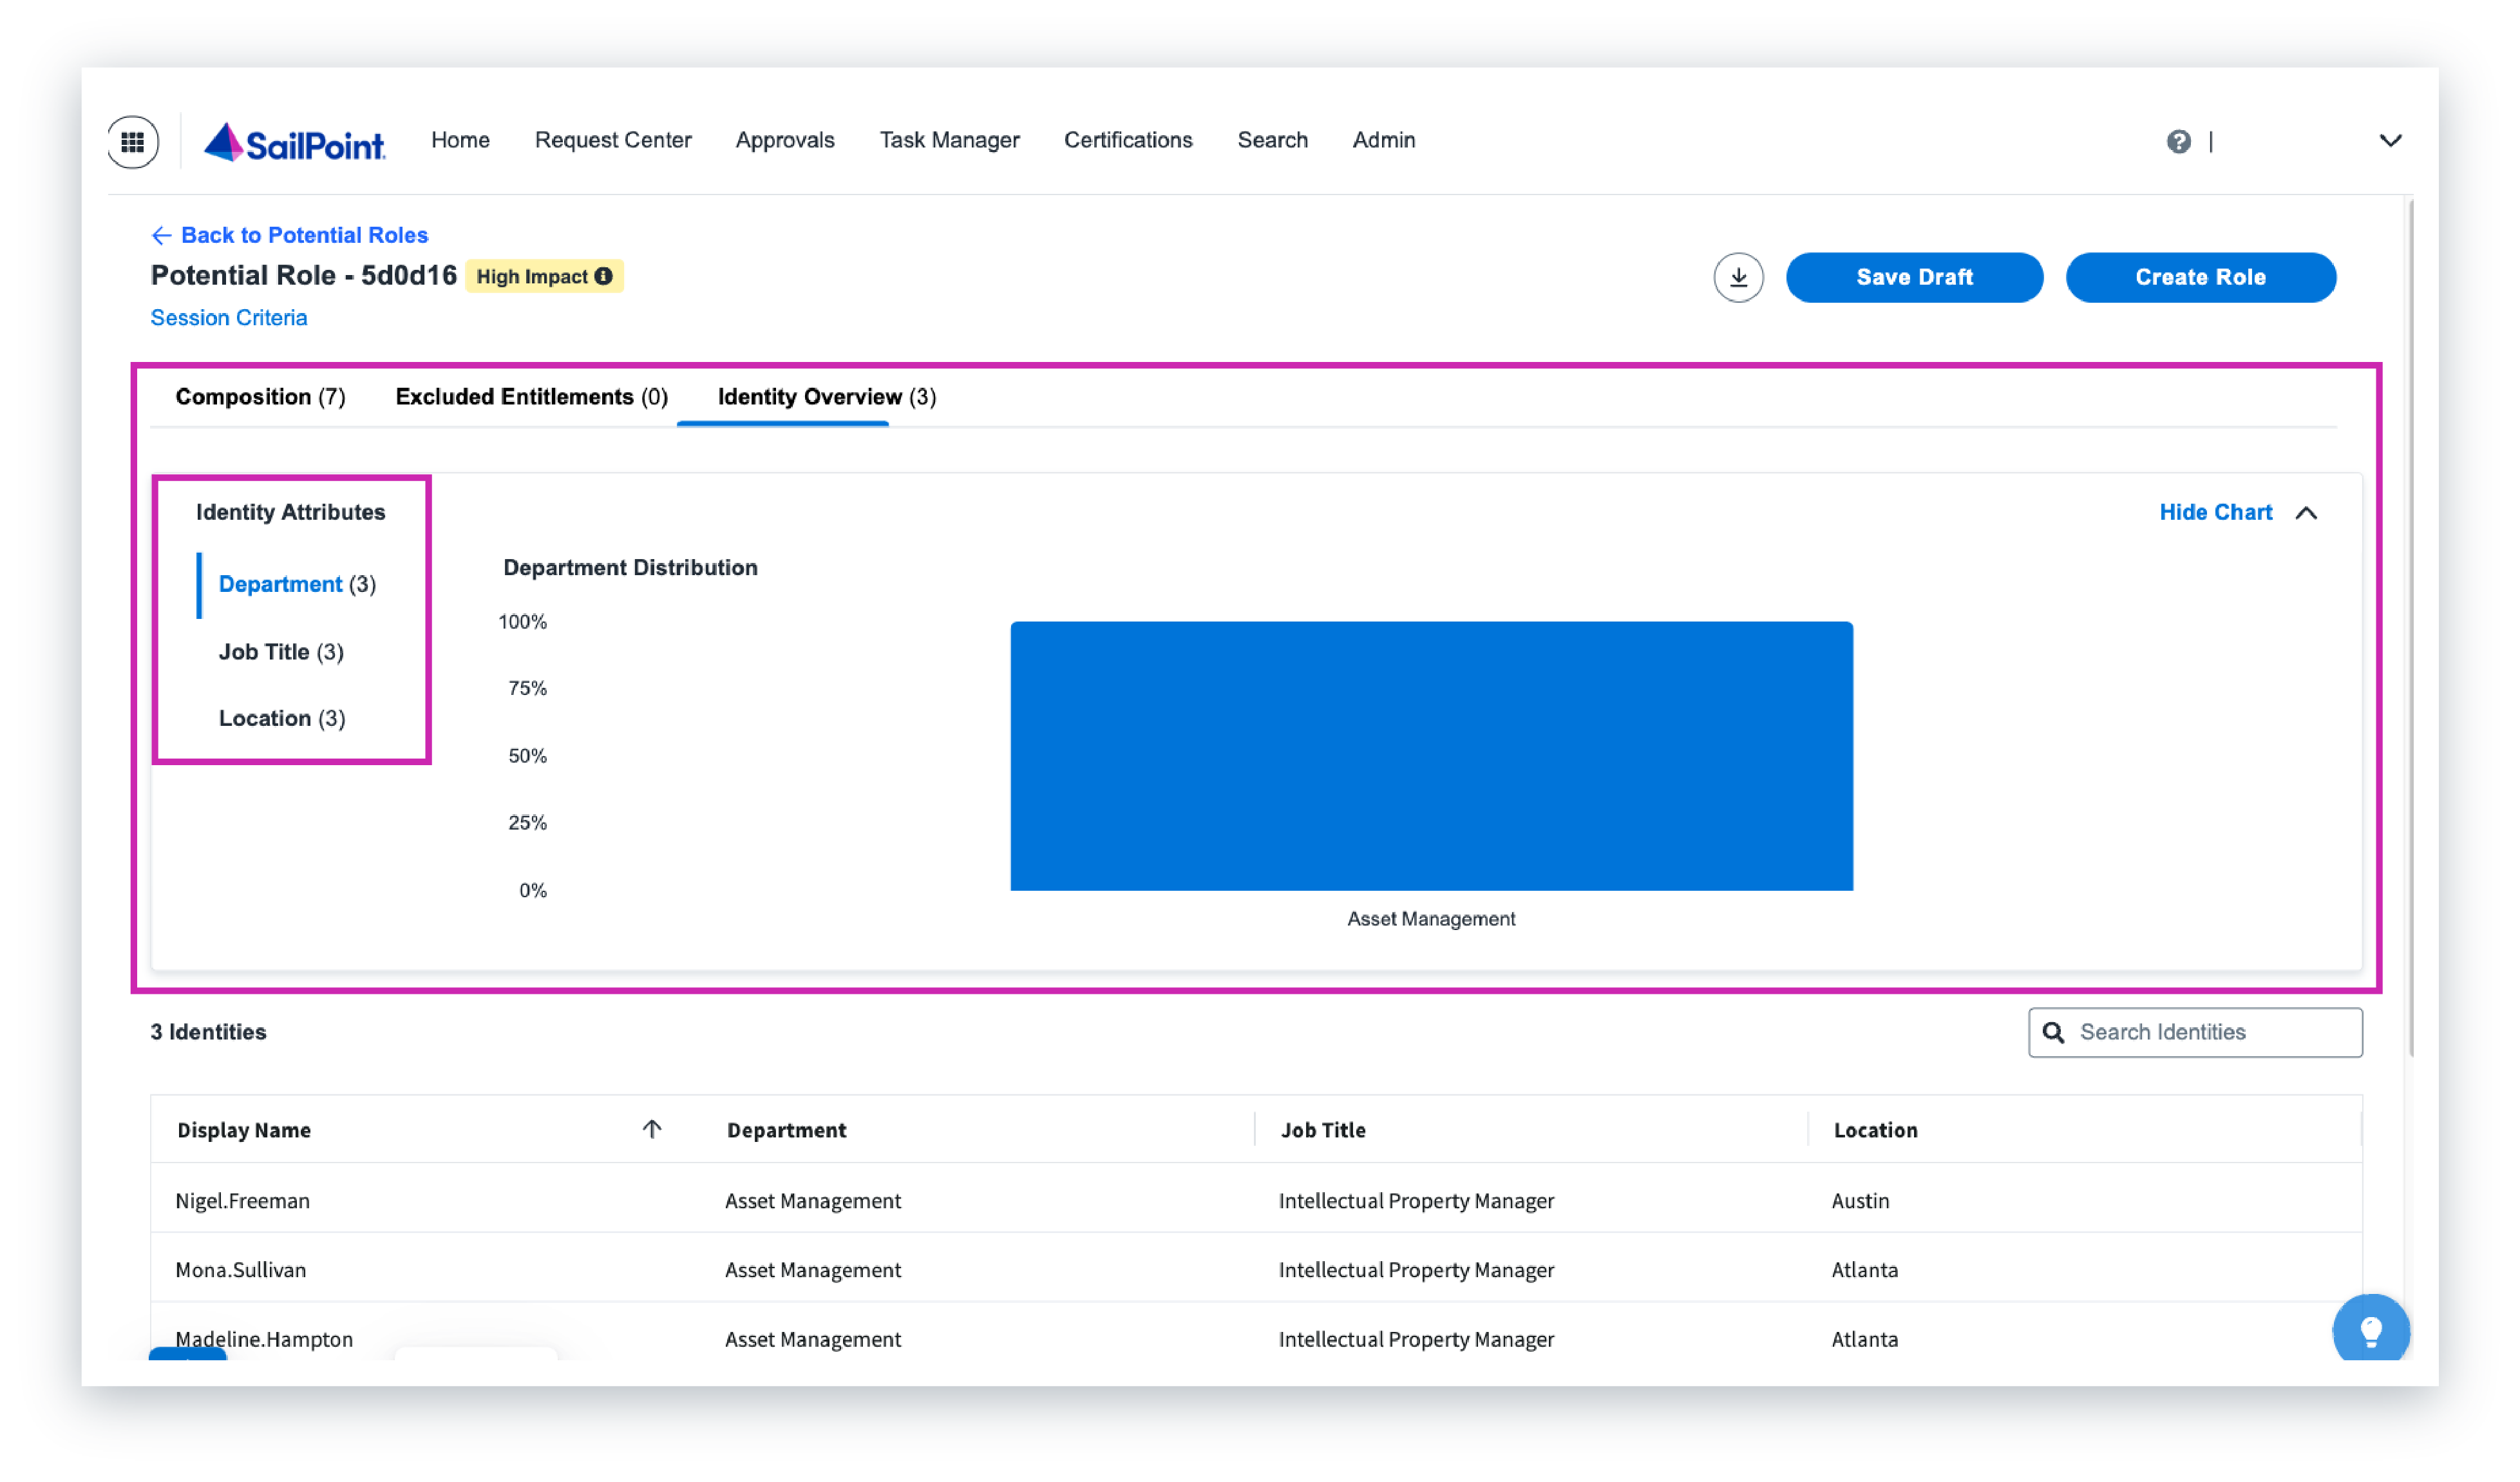 SailPoint. Home Request Center Approvals Task Manager Certifications Search Admin ? |
← Back to Potential Roles
Potential Role - 5d0d16 High Impact
Save Draft Create Role
Session Criteria
Composition (7) Excluded Entitlements (0) Identity Overview (3)
Identity Attributes
Department (3)
Job Title (3)
Location (3)
Hide Chart
Department Distribution
100%
75%
50%
25%
0%
Asset Management
3 Identities
Search Identities
Display Name Department Job Title Location
Nigel.Freeman Asset Management Intellectual Property Manager Austin
Mona.Sullivan Asset Management Intellectual Property Manager Atlanta
Madeline.Hampton Asset Management Intellectual Property Manager Atlanta